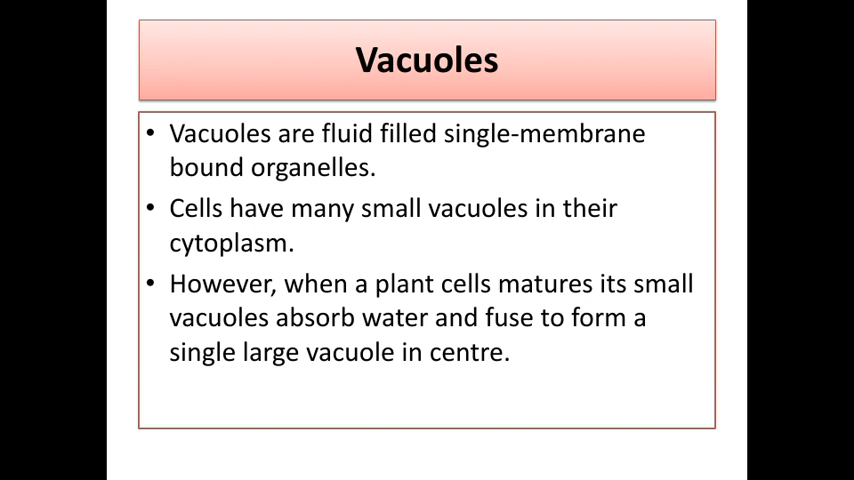 Vacuoles
• Vacuoles are fluid filled single-membrane
bound organelles.
• Cells have many small vacuoles in their
cytoplasm.
• However, when a plant cells matures its small
vacuoles absorb water and fuse to form a
single large vacuole in centre.